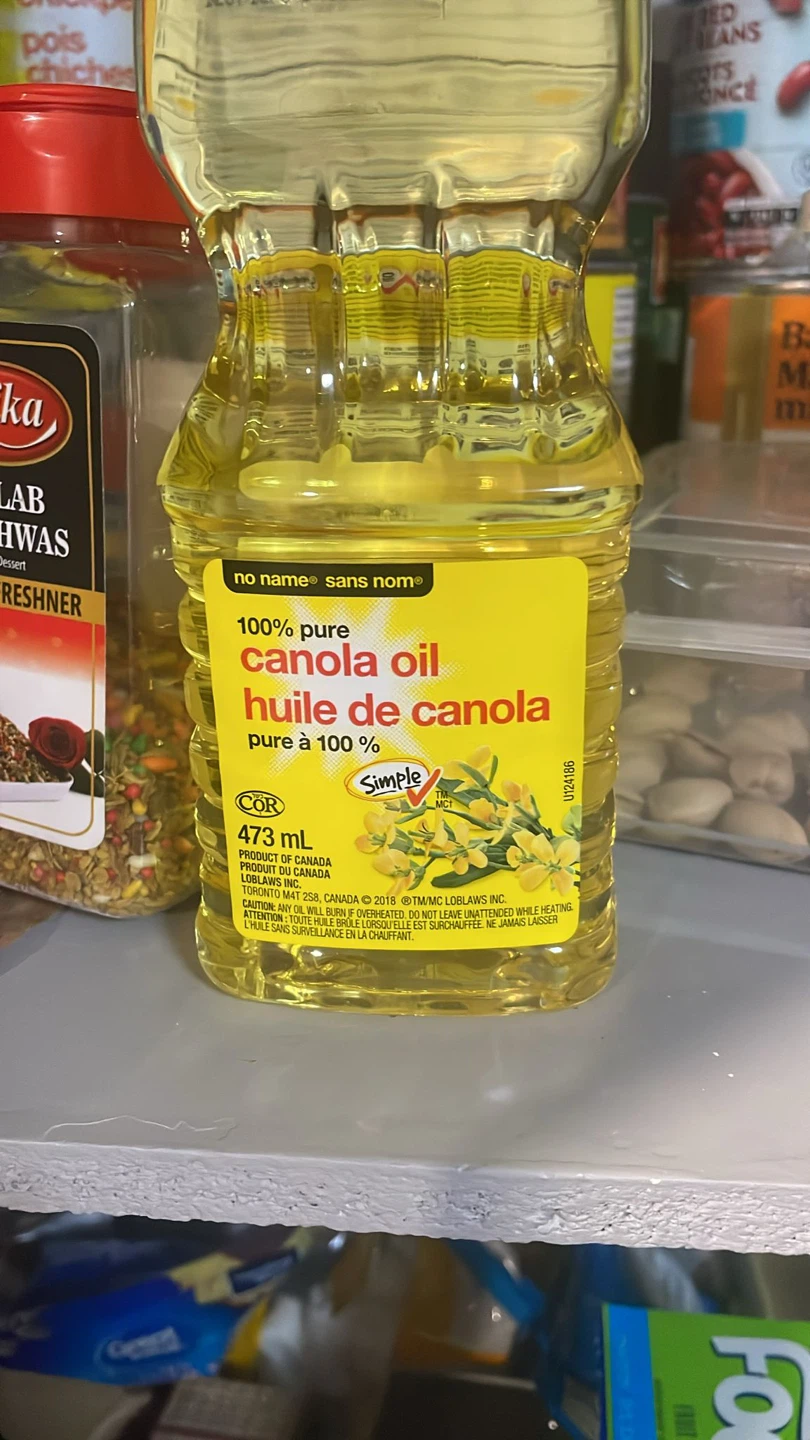 pois
chiches
no name® sans nom®
100% pure
canola oil
huile de canola
pure à 100 %
Simple
TM
MC†
COR
473 mL
PRODUCT OF CANADA
PRODUIT DU CANADA
LOBLAWS INC.
TORONTO M4T 2S8, CANADA © 2018 ®TM/MC LOBLAWS INC.
CAUTION: ANY OIL WILL BURN IF OVERHEATED. DO NOT LEAVE UNATTENDED WHILE HEATING.
ATTENTION : TOUTE HUILE BRÛLE LORSQU'ELLE EST SURCHAUFFÉE. NE JAMAIS LAISSER
L'HUILE SANS SURVEILLANCE EN LA CHAUFFANT.
U124186
ka
LAB
HWAS
Dessert
RESHNER
RED
BEANS